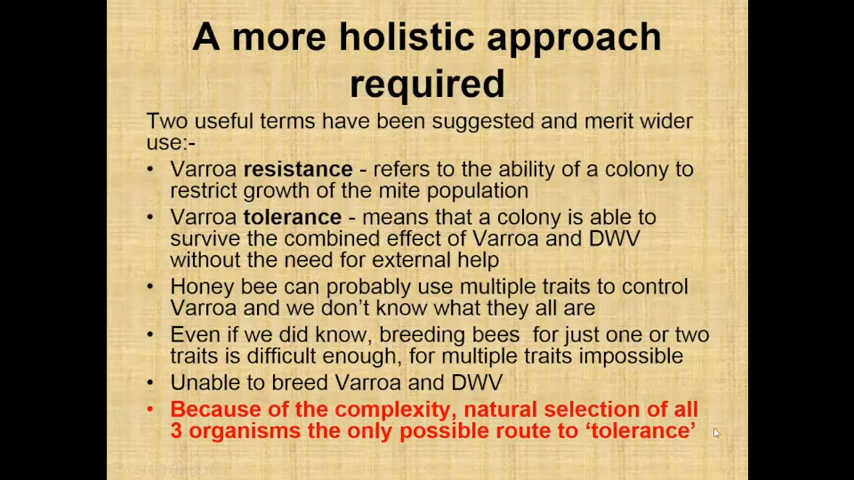 A more holistic approach
required
Two useful terms have been suggested and merit wider
use:-
• Varroa resistance - refers to the ability of a colony to
restrict growth of the mite population
• Varroa tolerance - means that a colony is able to
survive the combined effect of Varroa and DWV
without the need for external help
• Honey bee can probably use multiple traits to control
Varroa and we don't know what they all are
• Even if we did know, breeding bees for just one or two
traits is difficult enough, for multiple traits impossible
• Unable to breed Varroa and DWV
• Because of the complexity, natural selection of all
3 organisms the only possible route to 'tolerance'